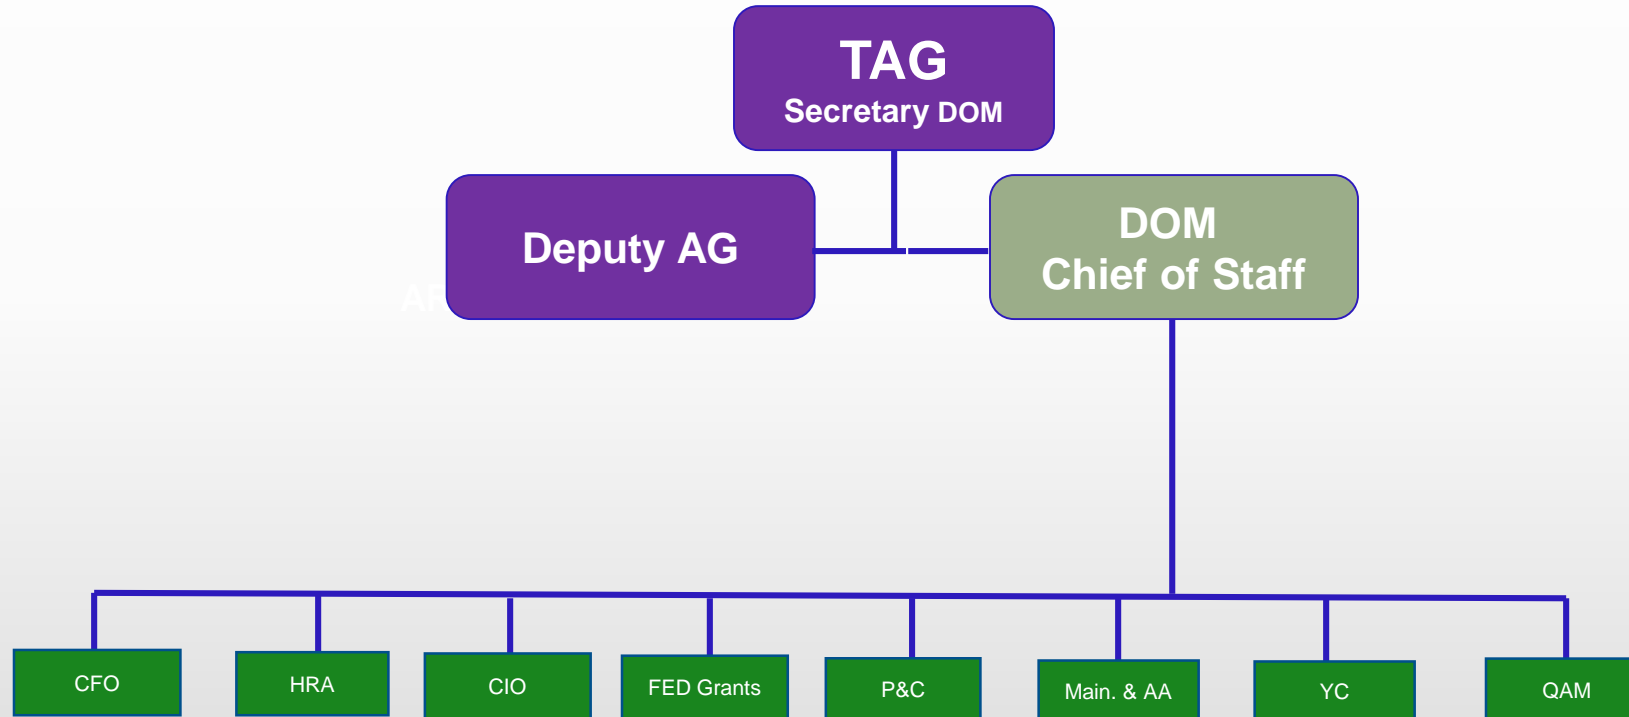 TAG
Secretary DOM
Deputy AG
DOM
Chief of Staff
CFO
HRA
CIO
FED Grants
P&C
Main. & AA
YC
QAM